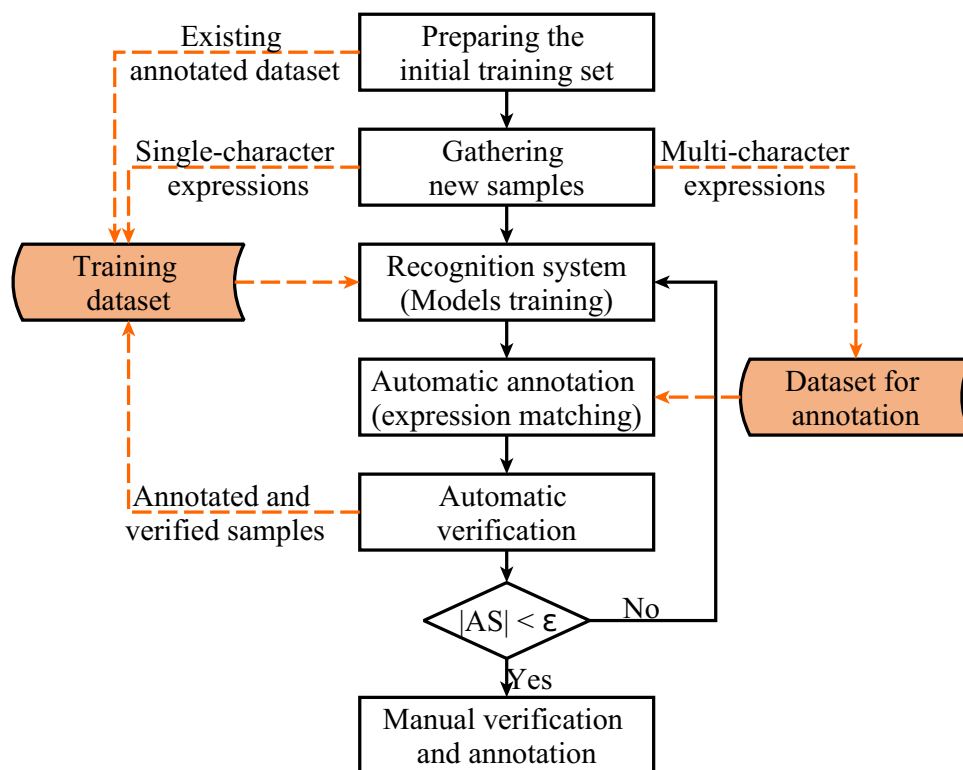 Existing
annotated dataset
Preparing the
initial training set
Single-character
expressions
Gathering
new samples
Multi-character
expressions
Training
dataset
Recognition system
(Models training)
Automatic annotation
(expression matching)
Dataset for
annotation
Annotated and
verified samples
Automatic
verification
|AS| < ε
No
Yes
Manual verification
and annotation